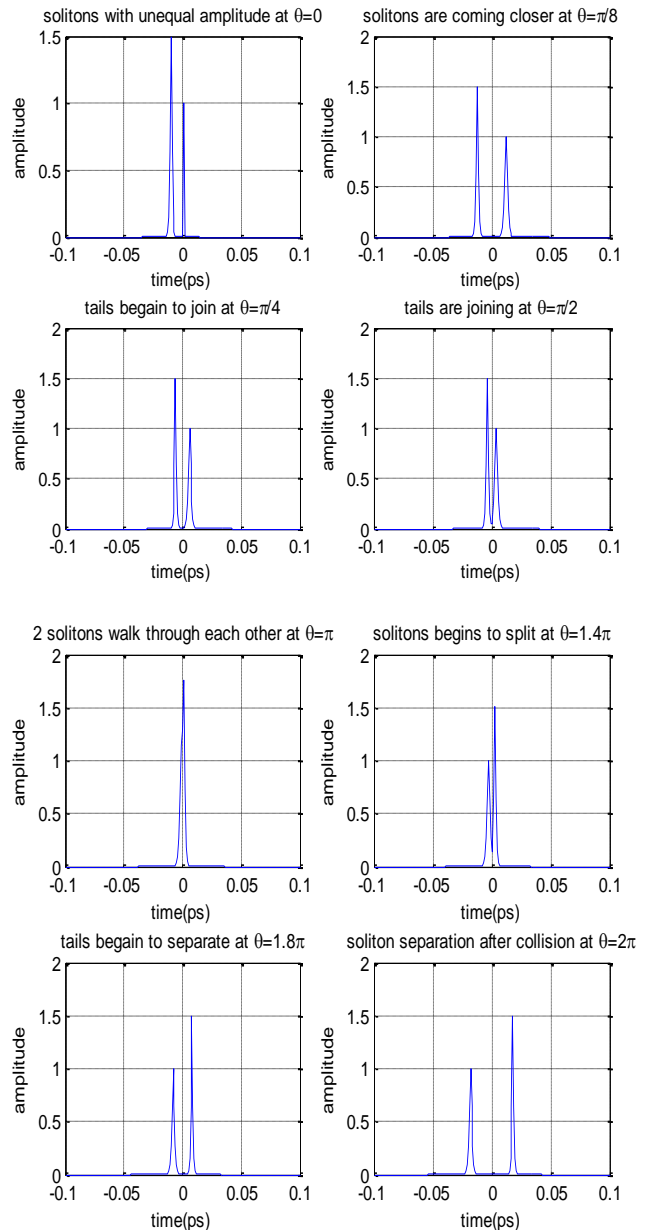 solitons with unequal amplitude at θ=0
1.5
1
0.5
0
-0.1 -0.05 0 0.05 0.1
amplitude
time(ps)
solitons are coming closer at θ=π/8
2
1.5
1
0.5
0
-0.1 -0.05 0 0.05 0.1
amplitude
time(ps)
tails begain to join at θ=π/4
2
1.5
1
0.5
0
-0.1 -0.05 0 0.05 0.1
amplitude
time(ps)
tails are joining at θ=π/2
2
1.5
1
0.5
0
-0.1 -0.05 0 0.05 0.1
amplitude
time(ps)
2 solitons walk through each other at θ=π
2
1.5
1
0.5
0
-0.1 -0.05 0 0.05 0.1
amplitude
time(ps)
solitons begins to split at θ=1.4π
2
1.5
1
0.5
0
-0.1 -0.05 0 0.05 0.1
amplitude
time(ps)
tails begain to separate at θ=1.8π
2
1.5
1
0.5
0
-0.1 -0.05 0 0.05 0.1
amplitude
time(ps)
soliton separation after collision at θ=2π
2
1.5
1
0.5
0
-0.1 -0.05 0 0.05 0.1
amplitude
time(ps)